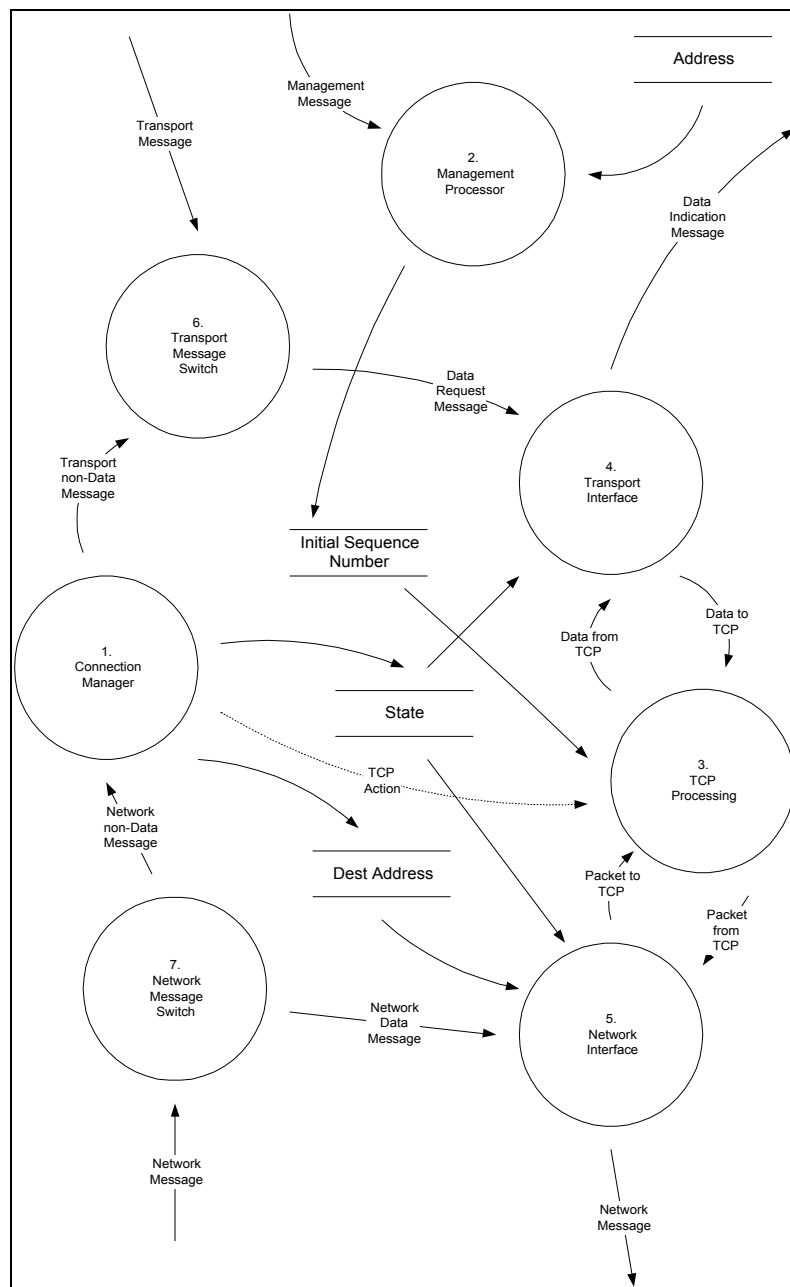 Management
Message
Address
Transport
Message
2.
Management
Processor
Data
Indication
Message
6.
Transport
Message
Switch
Data
Request
Message
Transport
non-Data
Message
4.
Transport
Interface
Initial Sequence
Number
Data from
TCP
Data to
TCP
1.
Connection
Manager
State
TCP
Action
3.
TCP
Processing
Network
non-Data
Message
Dest Address
Packet to
TCP
Packet
from
TCP
7.
Network
Message
Switch
Network
Data
Message
5.
Network
Interface
Network
Message
Network
Message